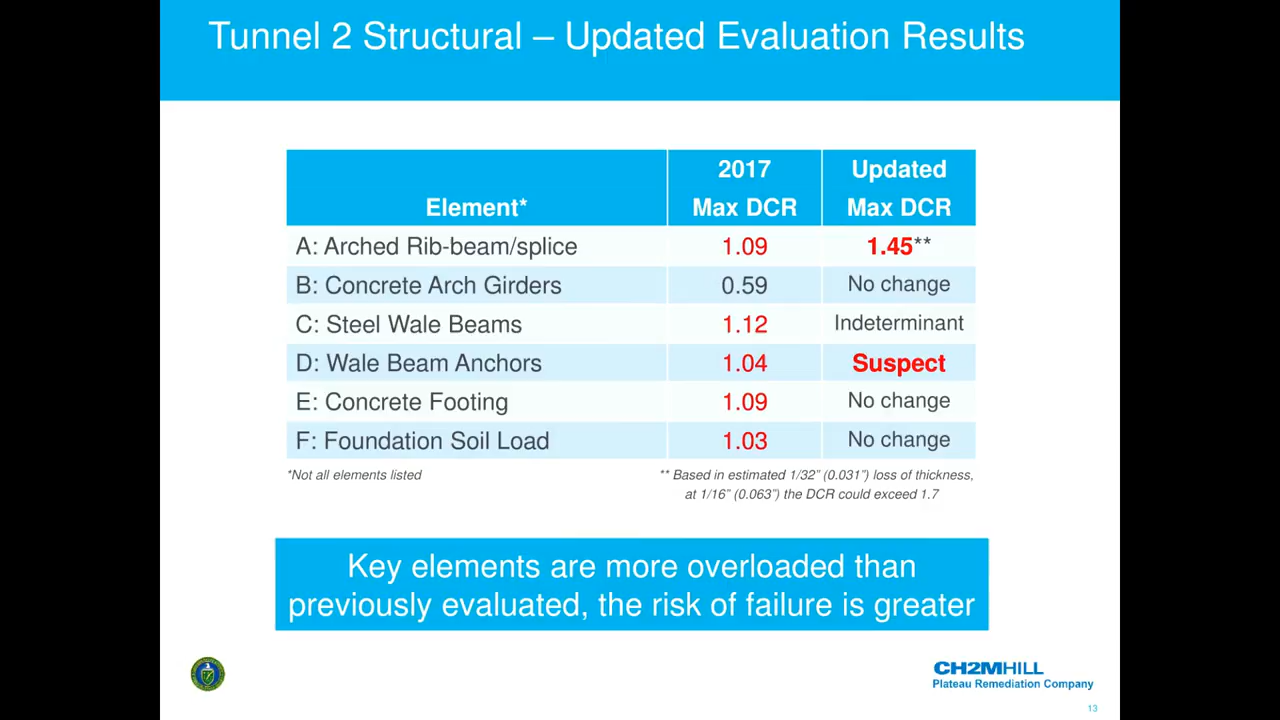 Tunnel 2 Structural – Updated Evaluation Results
Element* 2017 Max DCR Updated Max DCR
A: Arched Rib-beam/splice 1.09 1.45**
B: Concrete Arch Girders 0.59 No change
C: Steel Wale Beams 1.12 Indeterminant
D: Wale Beam Anchors 1.04 Suspect
E: Concrete Footing 1.09 No change
F: Foundation Soil Load 1.03 No change
*Not all elements listed
** Based in estimated 1/32” (0.031”) loss of thickness,
at 1/16” (0.063”) the DCR could exceed 1.7
Key elements are more overloaded than
previously evaluated, the risk of failure is greater
CH2MHILL
Plateau Remediation Company
13